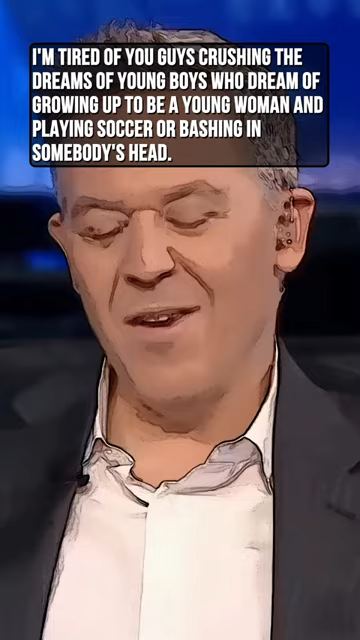 I'M TIRED OF YOU GUYS CRUSHING THE
DREAMS OF YOUNG BOYS WHO DREAM OF
GROWING UP TO BE A YOUNG WOMAN AND
PLAYING SOCCER OR BASHING IN
SOMEBODY'S HEAD.